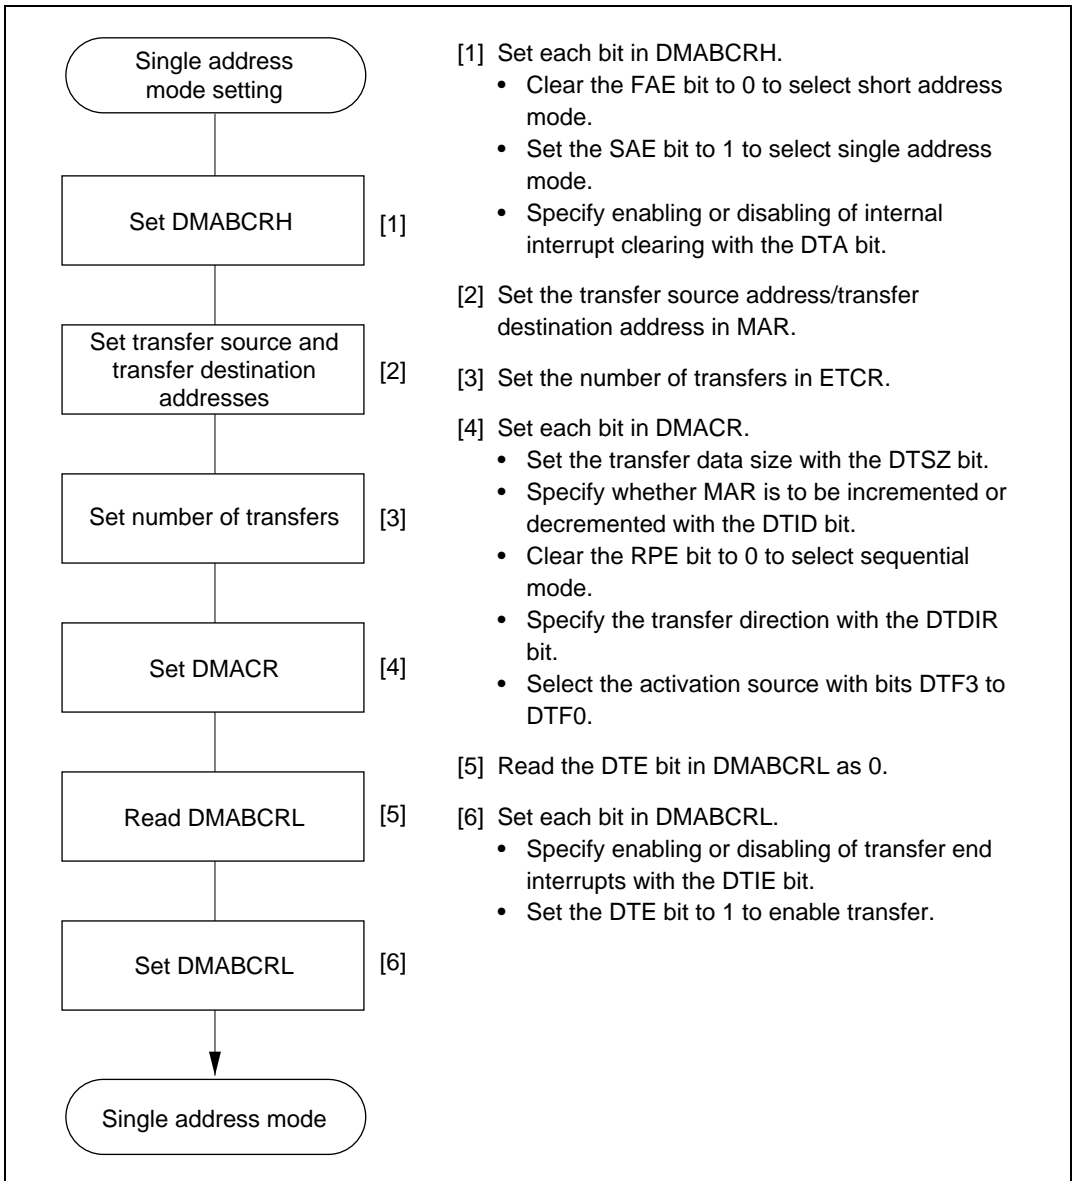 Single address
mode setting
Set DMABCRH
[1]
Set transfer source and
transfer destination
addresses
[2]
Set number of transfers
[3]
Set DMACR
[4]
Read DMABCRL
[5]
Set DMABCRL
[6]
Single address mode
[1] Set each bit in DMABCRH.
• Clear the FAE bit to 0 to select short address
mode.
• Set the SAE bit to 1 to select single address
mode.
• Specify enabling or disabling of internal
interrupt clearing with the DTA bit.
[2] Set the transfer source address/transfer
destination address in MAR.
[3] Set the number of transfers in ETCR.
[4] Set each bit in DMACR.
• Set the transfer data size with the DTSZ bit.
• Specify whether MAR is to be incremented or
decremented with the DTID bit.
• Clear the RPE bit to 0 to select sequential
mode.
• Specify the transfer direction with the DTDIR
bit.
• Select the activation source with bits DTF3 to
DTF0.
[5] Read the DTE bit in DMABCRL as 0.
[6] Set each bit in DMABCRL.
• Specify enabling or disabling of transfer end
interrupts with the DTIE bit.
• Set the DTE bit to 1 to enable transfer.